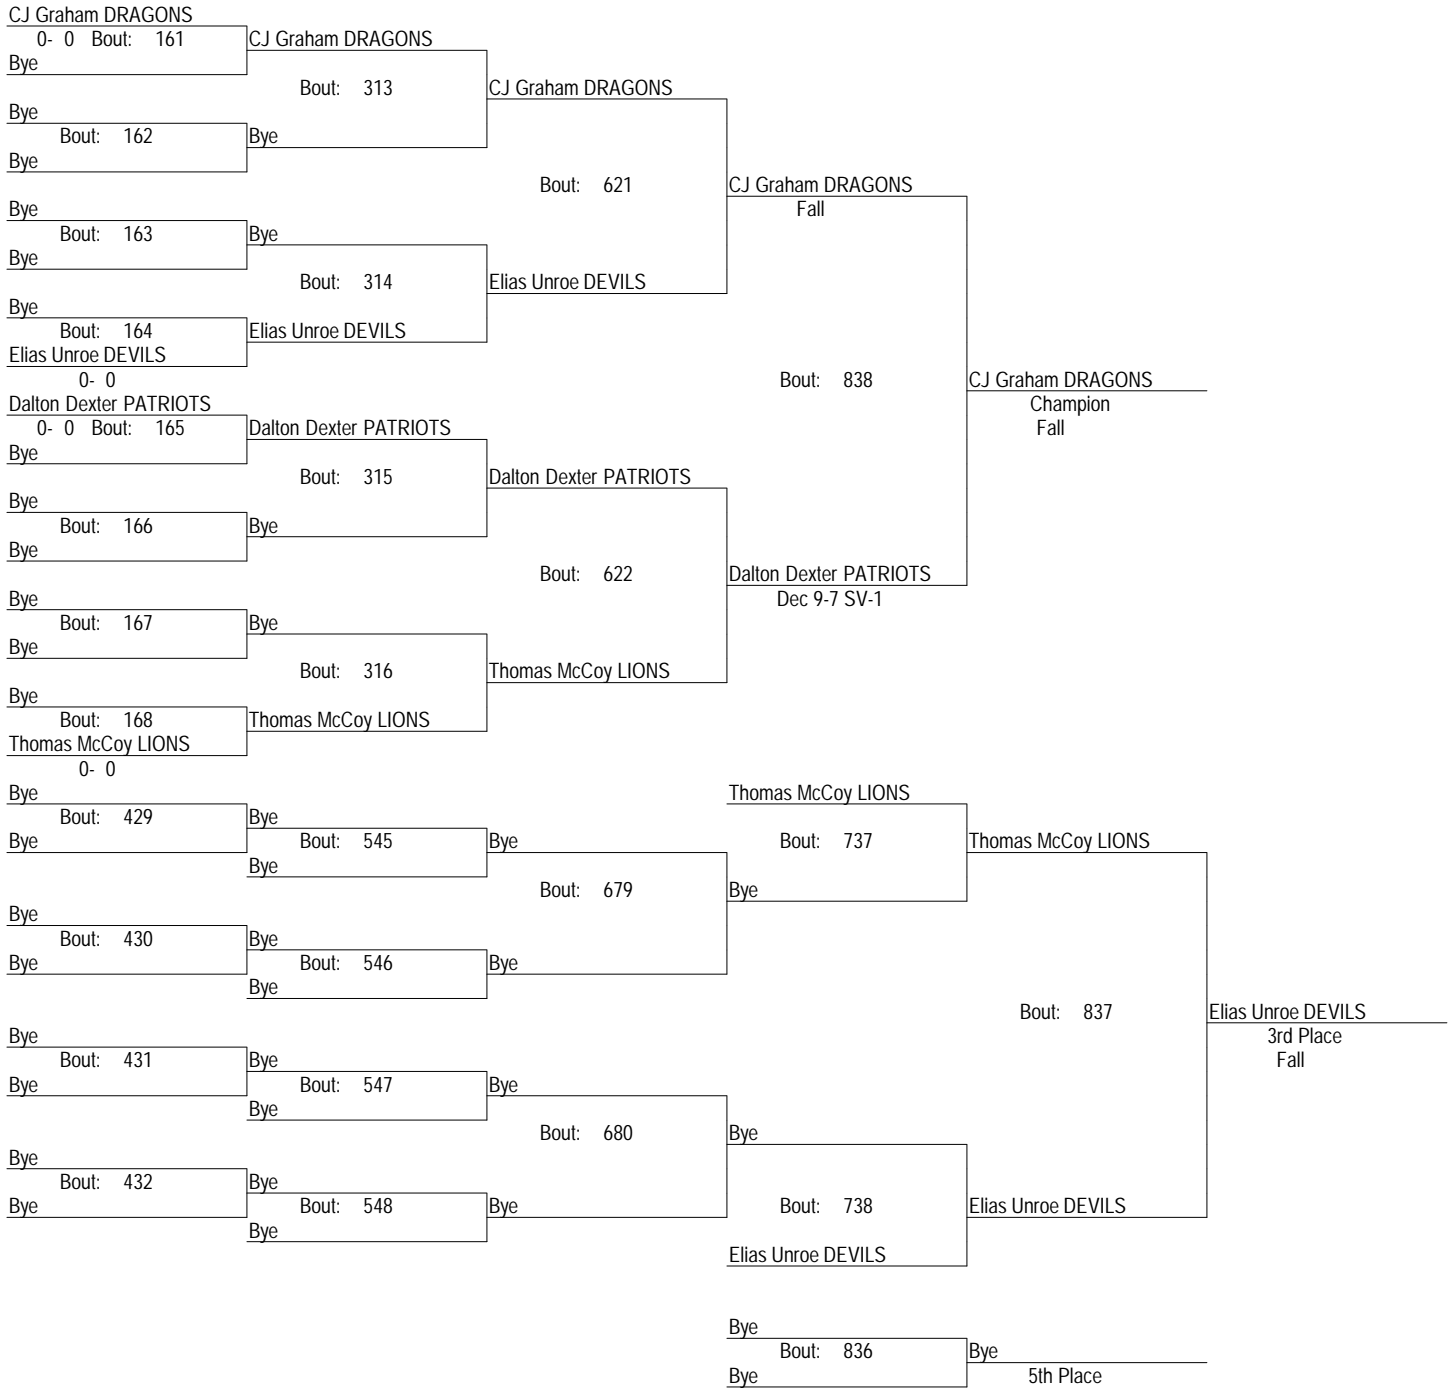 CJ Graham DRAGONS
0- 0 Bout: 161 CJ Graham DRAGONS
Bye
Bout: 313 CJ Graham DRAGONS
Bye
Bout: 162 Bye
Bye
Bout: 621 CJ Graham DRAGONS
Bye Fall
Bout: 163 Bye
Bye
Bout: 314 Elias Unroe DEVILS
Bye
Bout: 164 Elias Unroe DEVILS
Elias Unroe DEVILS
0- 0 Bout: 838 CJ Graham DRAGONS
Dalton Dexter PATRIOTS Champion
0- 0 Bout: 165 Dalton Dexter PATRIOTS Fall
Bye
Bout: 315 Dalton Dexter PATRIOTS
Bye
Bout: 166 Bye
Bye
Bout: 622 Dalton Dexter PATRIOTS
Bye Dec 9-7 SV-1
Bout: 167 Bye
Bye
Bout: 316 Thomas McCoy LIONS
Bye
Bout: 168 Thomas McCoy LIONS
Thomas McCoy LIONS
0- 0
Bye Thomas McCoy LIONS
Bout: 429 Bye
Bye Bout: 545 Bye Bout: 737 Thomas McCoy LIONS
Bye
Bout: 679 Bye
Bye
Bout: 430 Bye
Bye Bout: 546 Bye
Bye
Bout: 837 Elias Unroe DEVILS
Bye 3rd Place
Bout: 431 Bye Fall
Bye Bout: 547 Bye
Bye
Bout: 680 Bye
Bye
Bout: 432 Bye
Bye Bout: 548 Bye Bout: 738 Elias Unroe DEVILS
Bye
Elias Unroe DEVILS
Bye
Bout: 836 Bye
Bye 5th Place